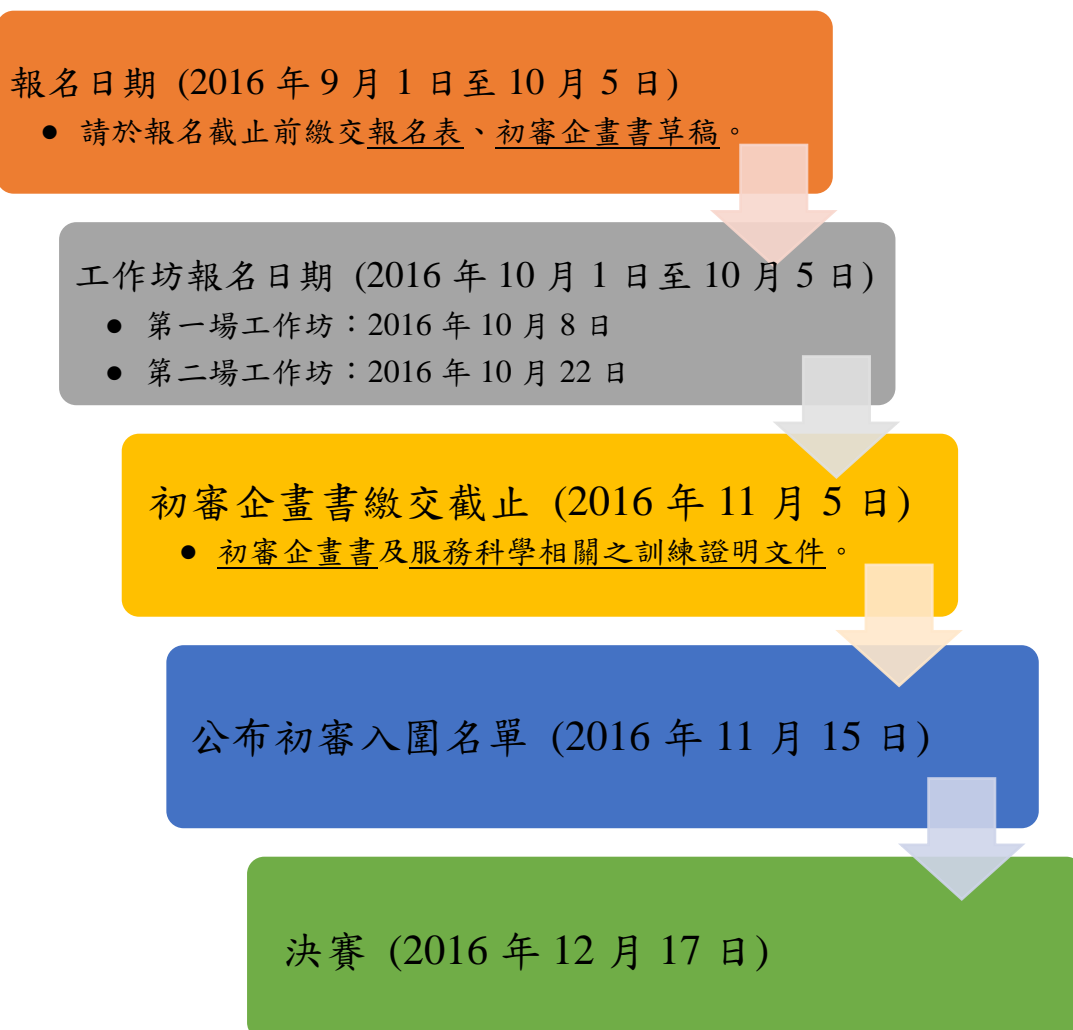 報名日期 (2016 年 9 月 1 日至 10 月 5 日)
● 請於報名截止前繳交報名表、初審企畫書草稿。
工作坊報名日期 (2016 年 10 月 1 日至 10 月 5 日)
● 第一場工作坊：2016 年 10 月 8 日
● 第二場工作坊：2016 年 10 月 22 日
初審企畫書繳交截止 (2016 年 11 月 5 日)
● 初審企畫書及服務科學相關之訓練證明文件。
公布初審入圍名單 (2016 年 11 月 15 日)
決賽 (2016 年 12 月 17 日)